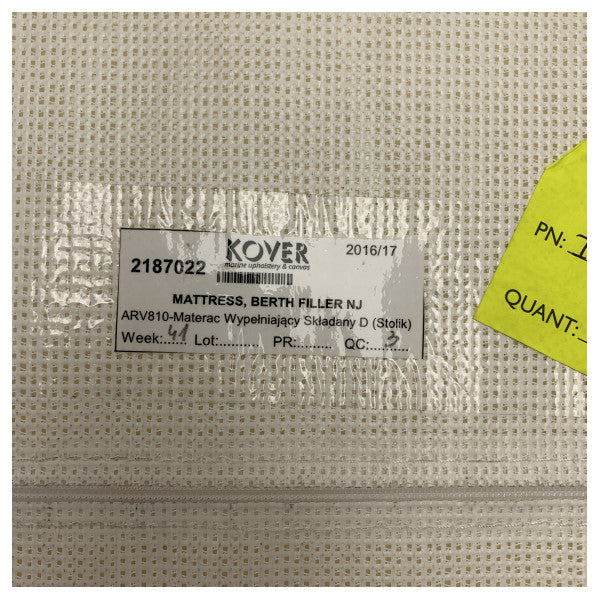 KOVER
marine upholstery & canvas
2016/17
2187022
MATTRESS, BERTH FILLER NJ
ARV810-Materac Wypełniający Składany D (Stolik)
Week:...41 Lot:........... PR:......... QC:...3.......
PN:
QUANT: